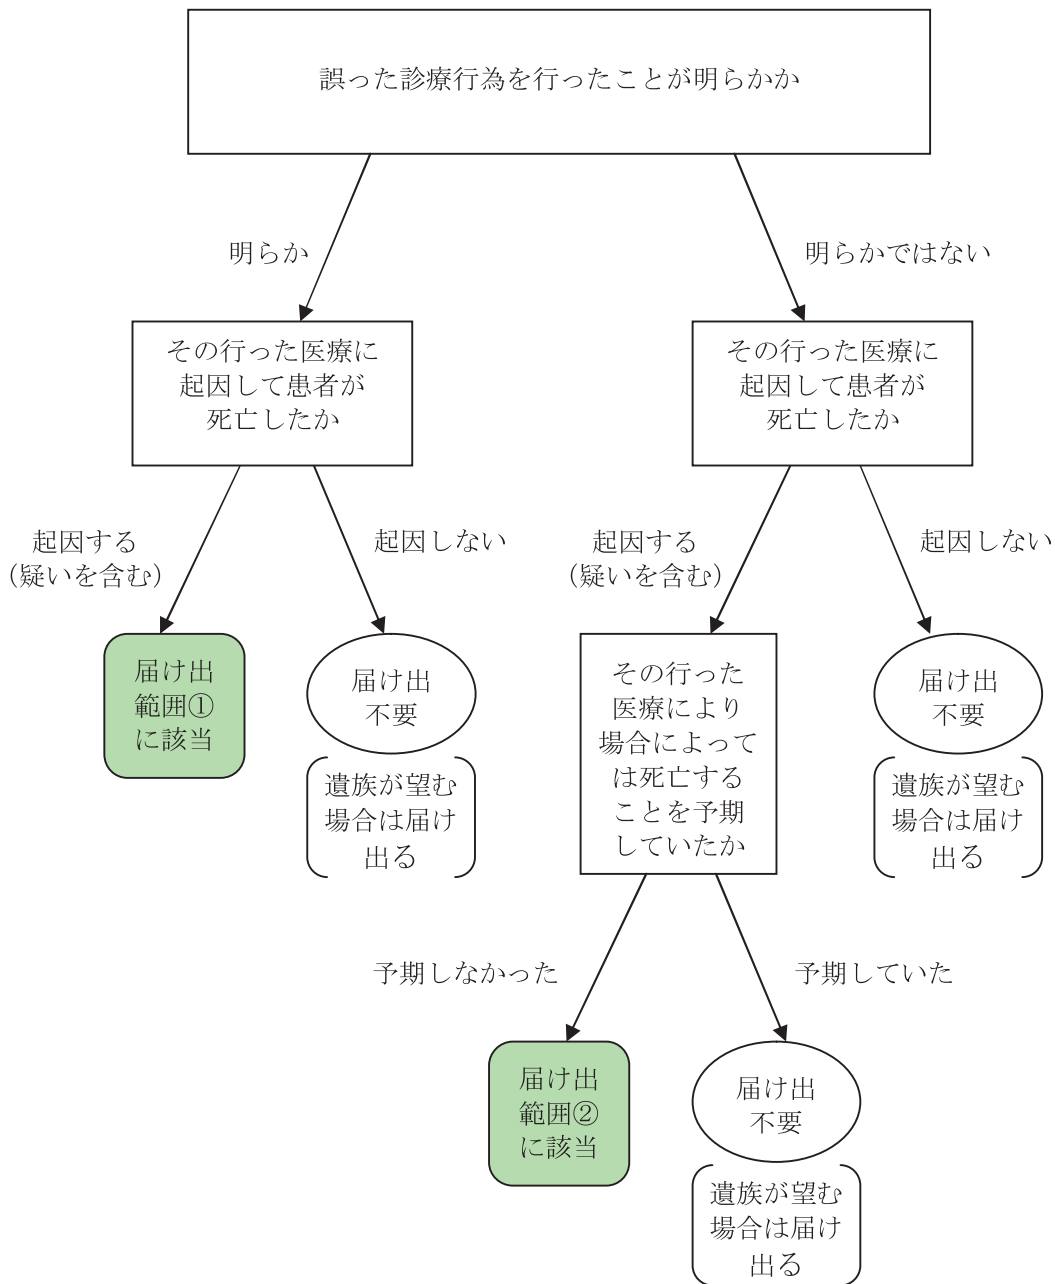 誤った診療行為を行ったことが明らかか
明らか
明らかではない
その行った医療に
起因して患者が
死亡したか
その行った医療に
起因して患者が
死亡したか
起因する
（疑いを含む）
起因しない
起因する
（疑いを含む）
起因しない
届け出
範囲①
に該当
届け出
不要
遺族が望む
場合は届け
出る
その行った
医療により
場合によって
は死亡する
ことを予期
していたか
届け出
不要
遺族が望む
場合は届け
出る
予期しなかった
予期していた
届け出
範囲②
に該当
届け出
不要
遺族が望む
場合は届け
出る